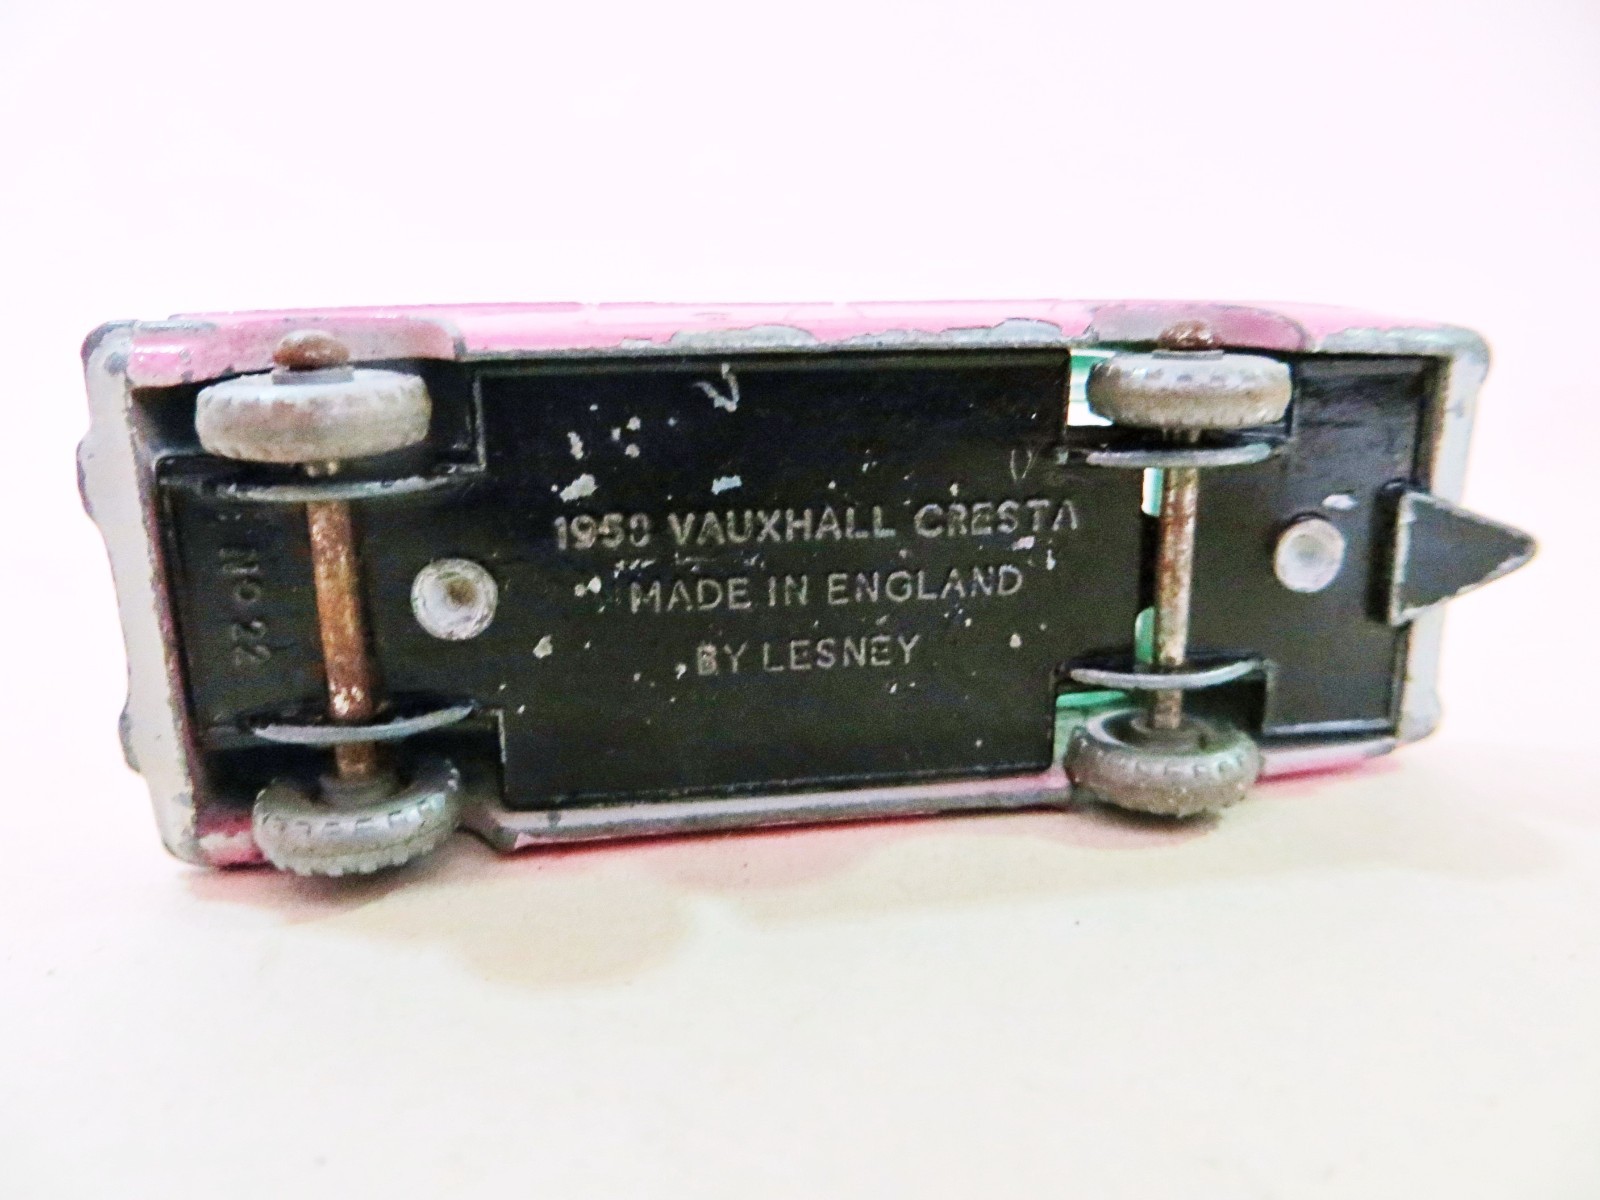 1958 VAUXHALL CRESTA
MADE IN ENGLAND
BY LESNEY
No 22